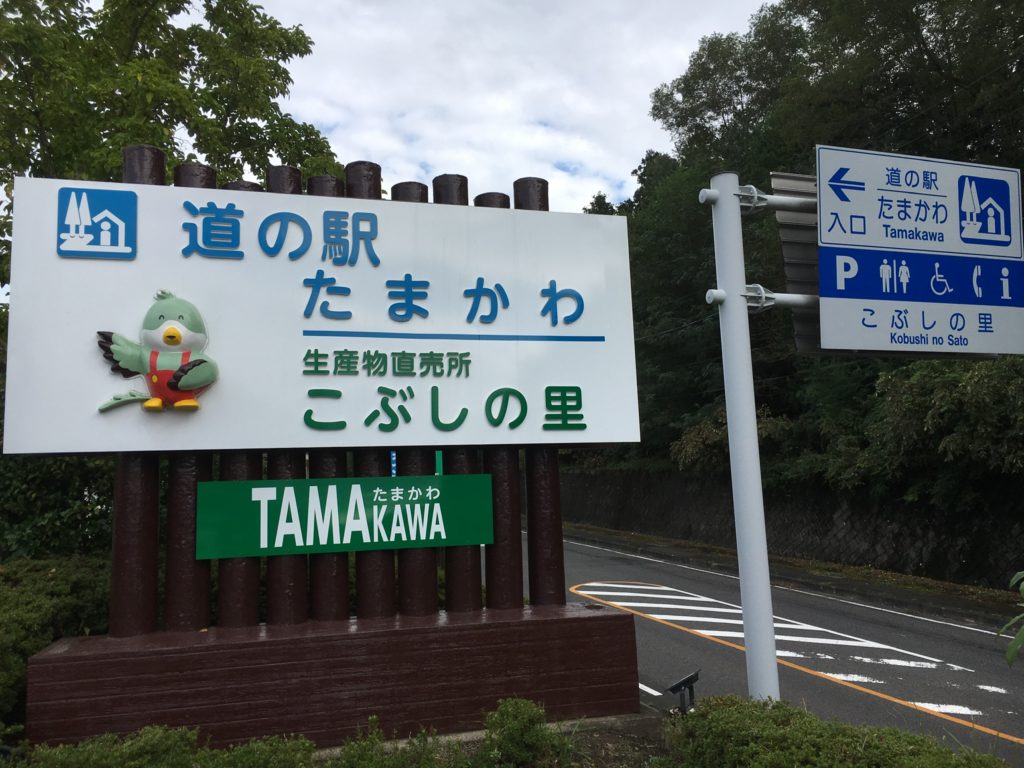 道の駅
たまかわ
生産物直売所
こぶしの里
たまかわ
TAMAKAWA
道の駅
たまかわ
入口
Tamakawa
P
i
こぶしの里
Kobushi no Sato